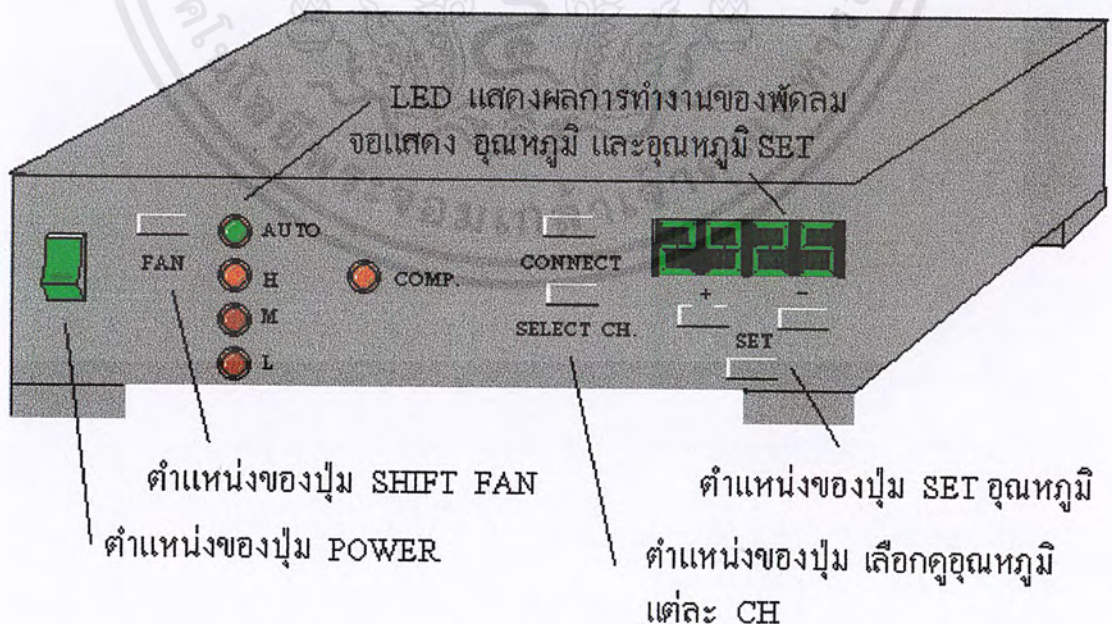 LED แสดงผลการทำงานของพัดลม
จอแสดง อุณหภูมิ และอุณหภูมิ SET
FAN
AUTO.
H
M
L
COMP.
CONNECT
SELECT CH.
2925
+ -
SET
ตำแหน่งของปุ่ม SHIFT FAN
ตำแหน่งของปุ่ม POWER
ตำแหน่งของปุ่ม SET อุณหภูมิ
ตำแหน่งของปุ่ม เลือกดูอุณหภูมิ
แต่ละ CH